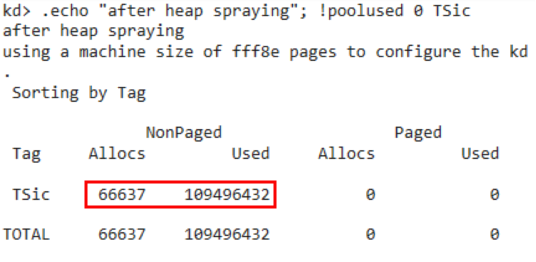 kd> .echo "after heap spraying"; !poolused 0 TSic
after heap spraying
using a machine size of fff8e pages to configure the kd
.
Sorting by Tag
NonPaged Paged
Tag Allocs Used Allocs Used
TSic 66637 109496432 0 0
TOTAL 66637 109496432 0 0